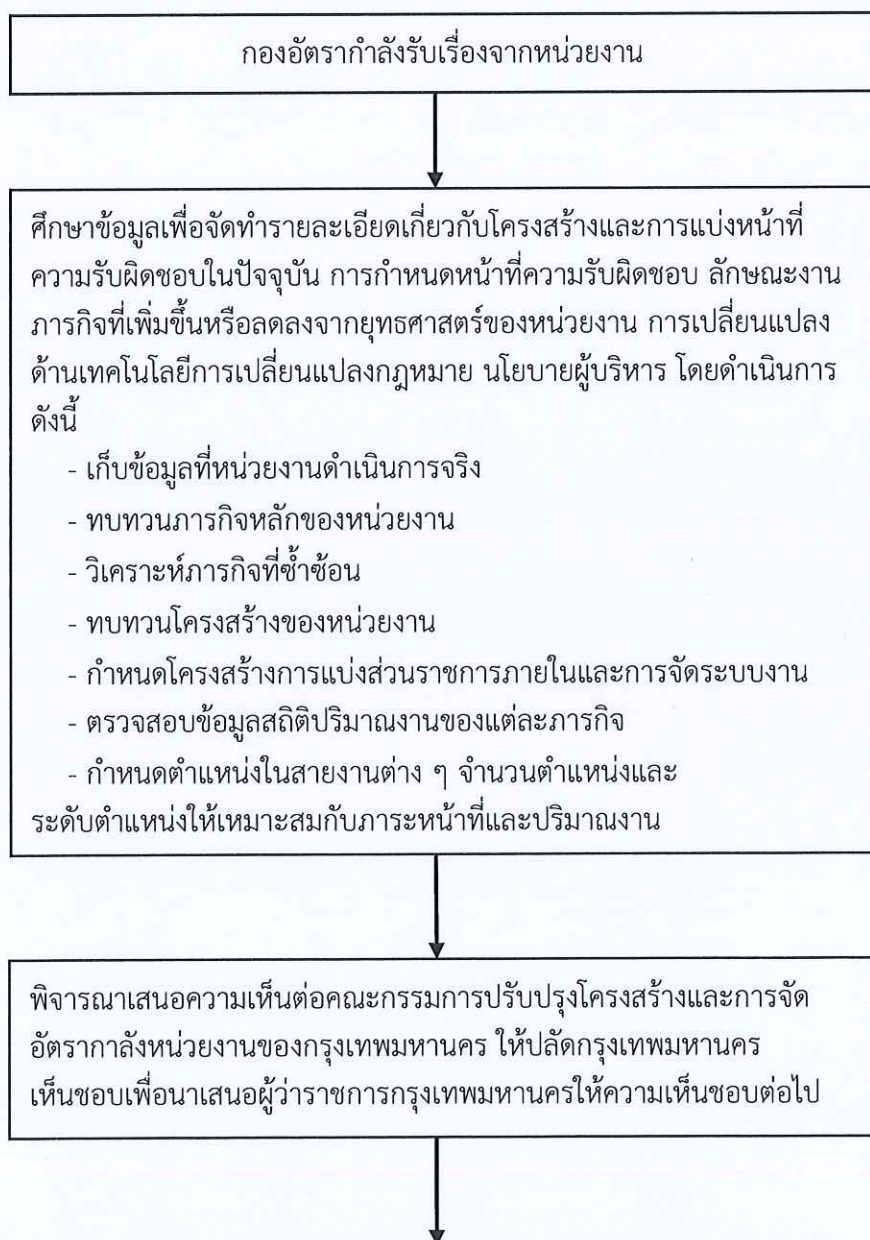 กองอัตรากำลังรับเรื่องจากหน่วยงาน
ศึกษาข้อมูลเพื่อจัดทำรายละเอียดเกี่ยวกับโครงสร้างและการแบ่งหน้าที่
ความรับผิดชอบในปัจจุบัน การกำหนดหน้าที่ความรับผิดชอบ ลักษณะงาน
ภารกิจที่เพิ่มขึ้นหรือลดลงจากยุทธศาสตร์ของหน่วยงาน การเปลี่ยนแปลง
ด้านเทคโนโลยีการเปลี่ยนแปลงกฎหมาย นโยบายผู้บริหาร โดยดำเนินการ
ดังนี้
- เก็บข้อมูลที่หน่วยงานดำเนินการจริง
- ทบทวนภารกิจหลักของหน่วยงาน
- วิเคราะห์ภารกิจที่ซ้ำซ้อน
- ทบทวนโครงสร้างของหน่วยงาน
- กำหนดโครงสร้างการแบ่งส่วนราชการภายในและการจัดระบบงาน
- ตรวจสอบข้อมูลสถิติปริมาณงานของแต่ละภารกิจ
- กำหนดตำแหน่งในสายงานต่าง ๆ จำนวนตำแหน่งและ
ระดับตำแหน่งให้เหมาะสมกับภาระหน้าที่และปริมาณงาน
พิจารณาเสนอความเห็นต่อคณะกรรมการปรับปรุงโครงสร้างและการจัด
อัตรากาลังหน่วยงานของกรุงเทพมหานคร ให้ปลัดกรุงเทพมหานคร
เห็นชอบเพื่อนาเสนอผู้ว่าราชการกรุงเทพมหานครให้ความเห็นชอบต่อไป